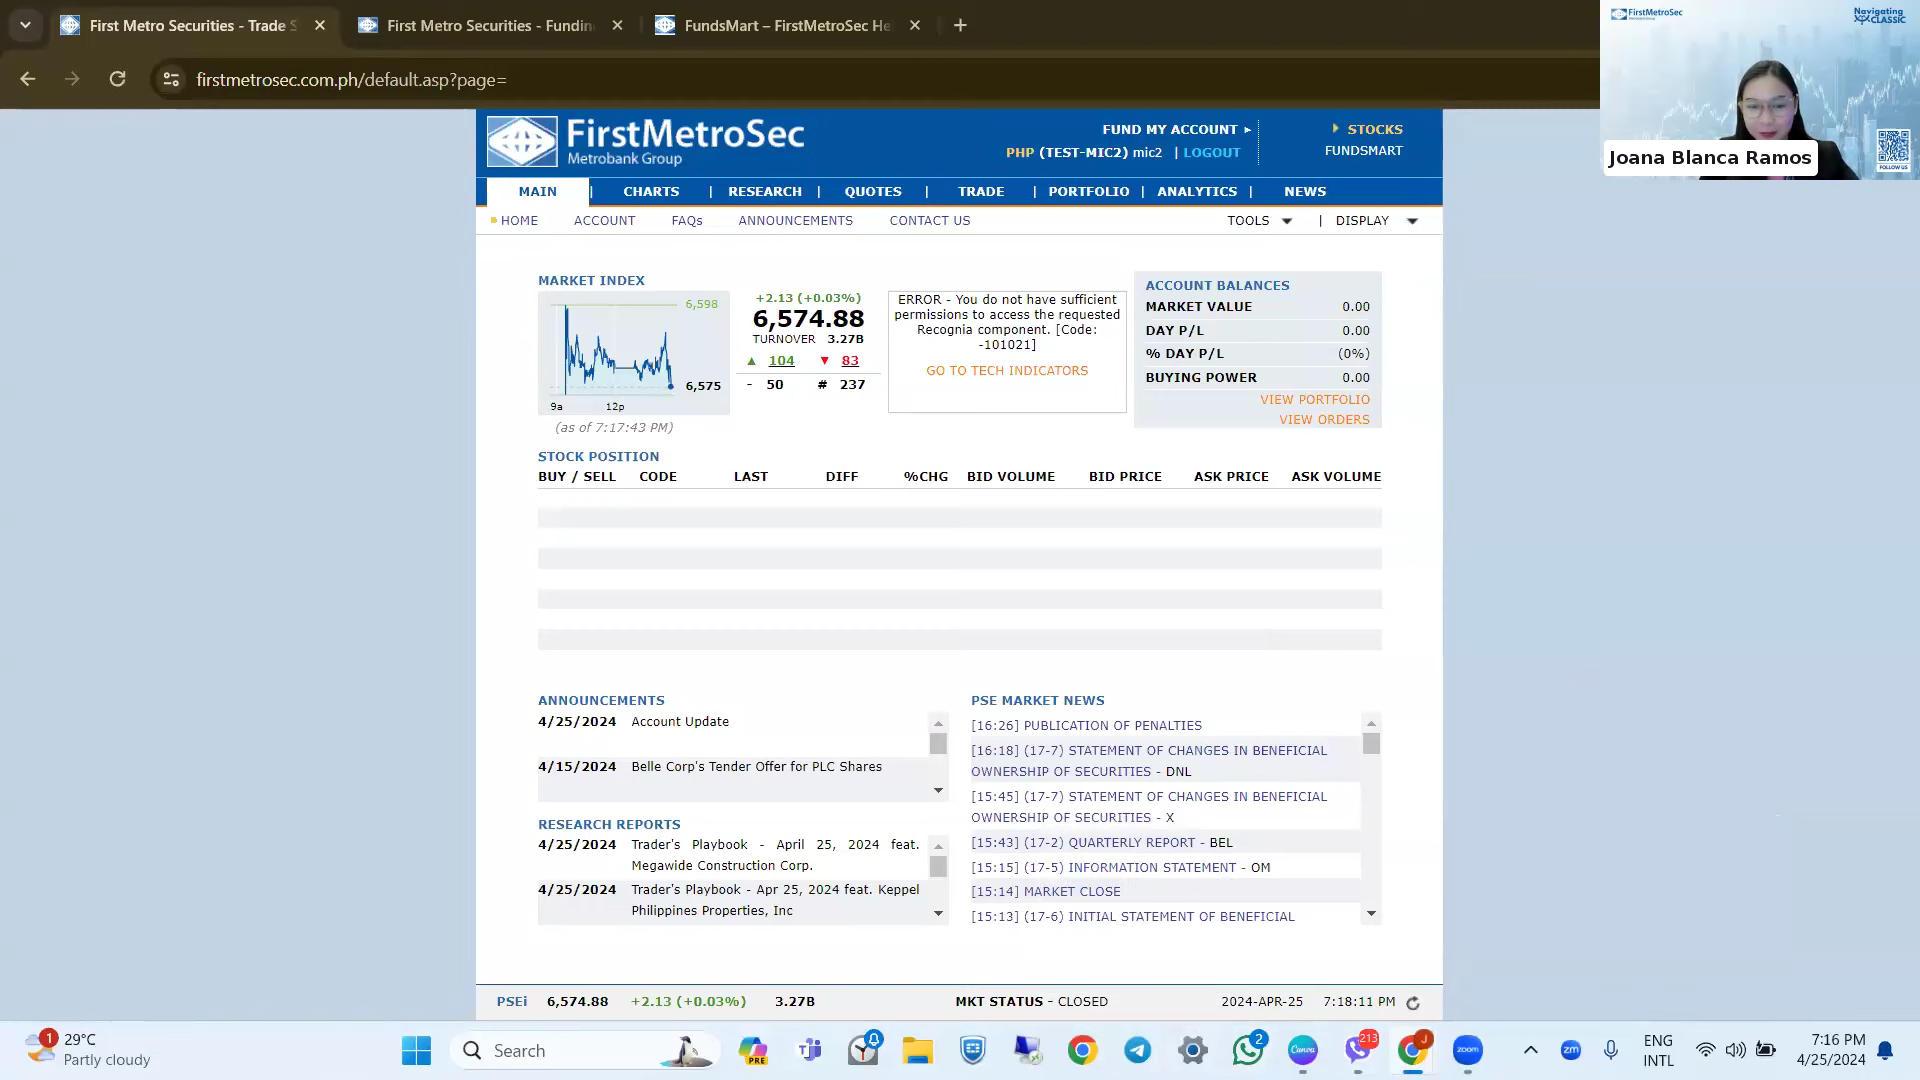 First Metro Securities - Trade S
First Metro Securities - Fundin
FundsMart – FirstMetroSec He
firstmetrosec.com.ph/default.asp?page=
FirstMetroSec
Navigating
CLASSIC
FOLLOW US
Joana Blanca Ramos
FirstMetroSec
Metrobank Group
FUND MY ACCOUNT
STOCKS
PHP (TEST-MIC2) mic2 | LOGOUT
FUNDSMART
MAIN | CHARTS | RESEARCH | QUOTES | TRADE | PORTFOLIO | ANALYTICS | NEWS
HOME ACCOUNT FAQs ANNOUNCEMENTS CONTACT US TOOLS | DISPLAY
MARKET INDEX
6,598
6,575
9a 12p
(as of 7:17:43 PM)
+2.13 (+0.03%)
6,574.88
TURNOVER 3.27B
▲ 104 ▼ 83
- 50 # 237
ERROR - You do not have sufficient
permissions to access the requested
Recognia component. [Code:
-101021]
GO TO TECH INDICATORS
ACCOUNT BALANCES
MARKET VALUE 0.00
DAY P/L 0.00
% DAY P/L (0%)
BUYING POWER 0.00
VIEW PORTFOLIO
VIEW ORDERS
STOCK POSITION
BUY / SELL CODE LAST DIFF %CHG BID VOLUME BID PRICE ASK PRICE ASK VOLUME
ANNOUNCEMENTS
4/25/2024 Account Update
4/15/2024 Belle Corp's Tender Offer for PLC Shares
RESEARCH REPORTS
4/25/2024 Trader's Playbook - April 25, 2024 feat.
Megawide Construction Corp.
4/25/2024 Trader's Playbook - Apr 25, 2024 feat. Keppel
Philippines Properties, Inc
PSE MARKET NEWS
[16:26] PUBLICATION OF PENALTIES
[16:18] (17-7) STATEMENT OF CHANGES IN BENEFICIAL
OWNERSHIP OF SECURITIES - DNL
[15:45] (17-7) STATEMENT OF CHANGES IN BENEFICIAL
OWNERSHIP OF SECURITIES - X
[15:43] (17-2) QUARTERLY REPORT - BEL
[15:15] (17-5) INFORMATION STATEMENT - OM
[15:14] MARKET CLOSE
[15:13] (17-6) INITIAL STATEMENT OF BENEFICIAL
PSEi 6,574.88 +2.13 (+0.03%) 3.27B MKT STATUS - CLOSED 2024-APR-25 7:18:11 PM
1
29°C
Partly cloudy
Search
PRE
2
Canva
213
J
zoom
zm
ENG
INTL
7:16 PM
4/25/2024